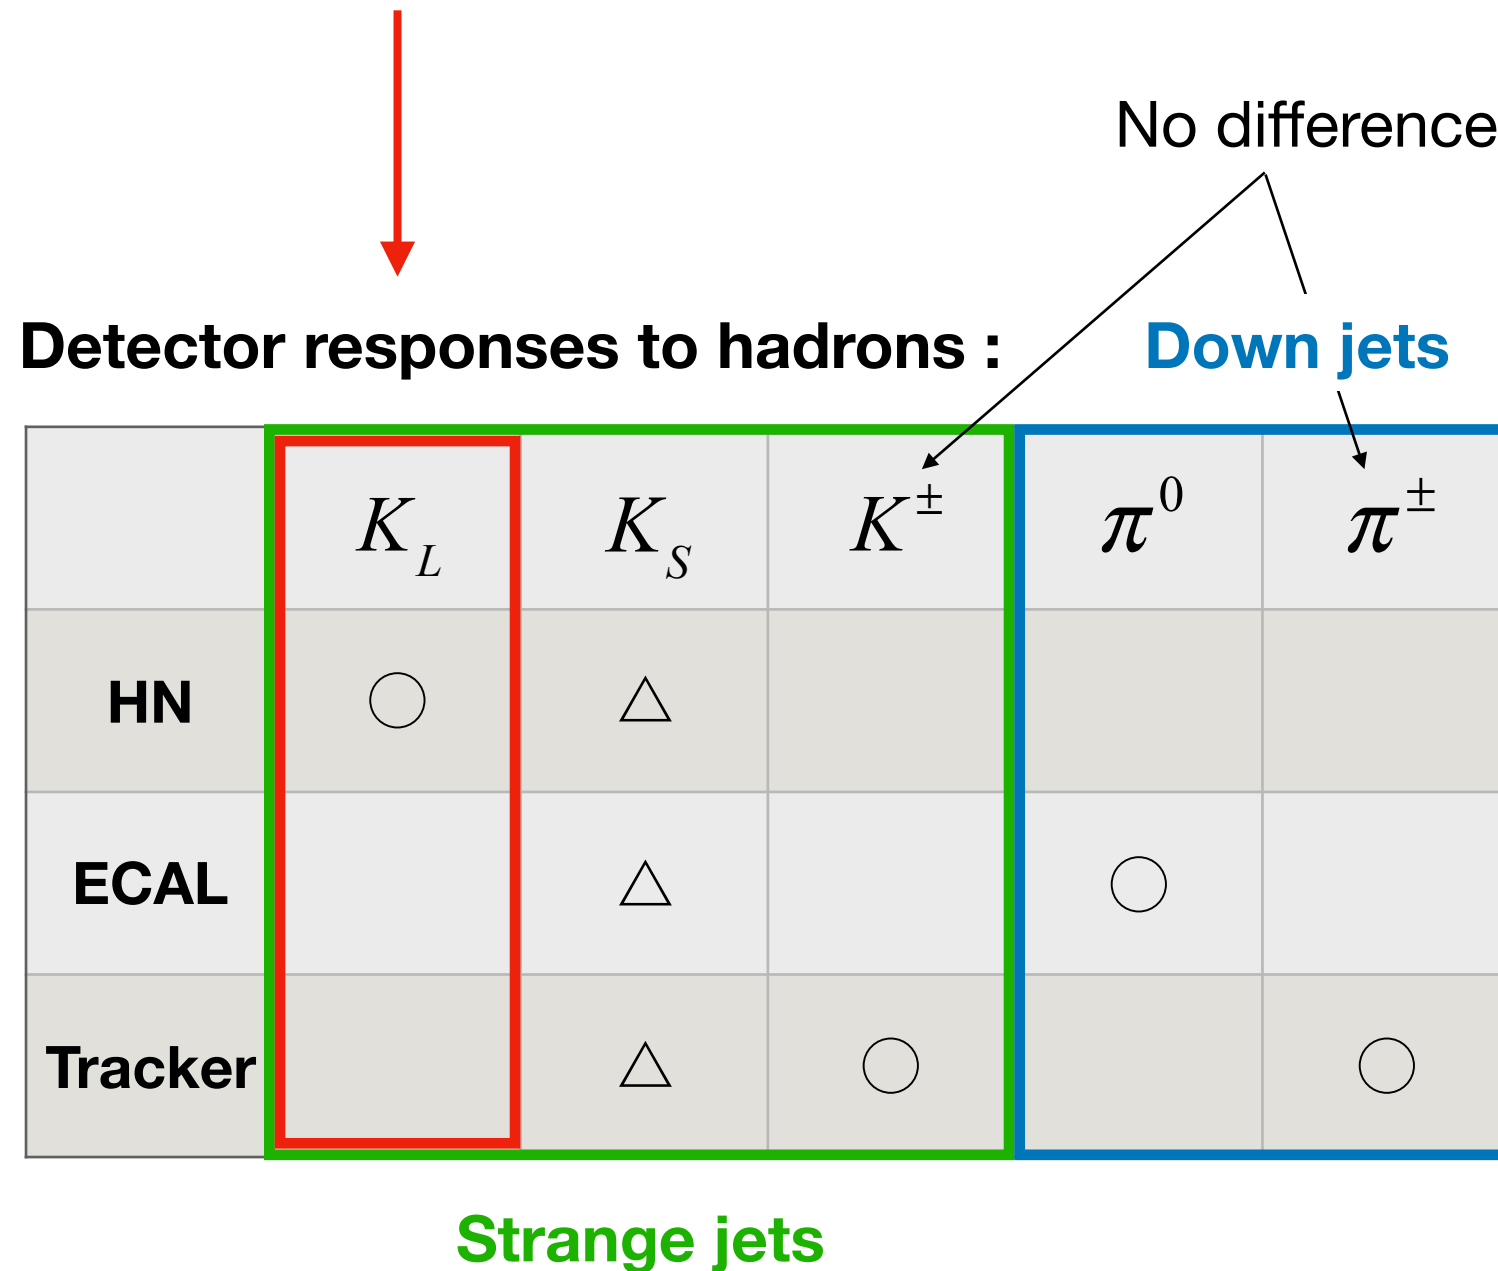 No difference
Detector responses to hadrons :
Down jets
K_L K_S K^± π^0 π^±
HN ○ △
ECAL △ ○
Tracker △ ○ ○
Strange jets